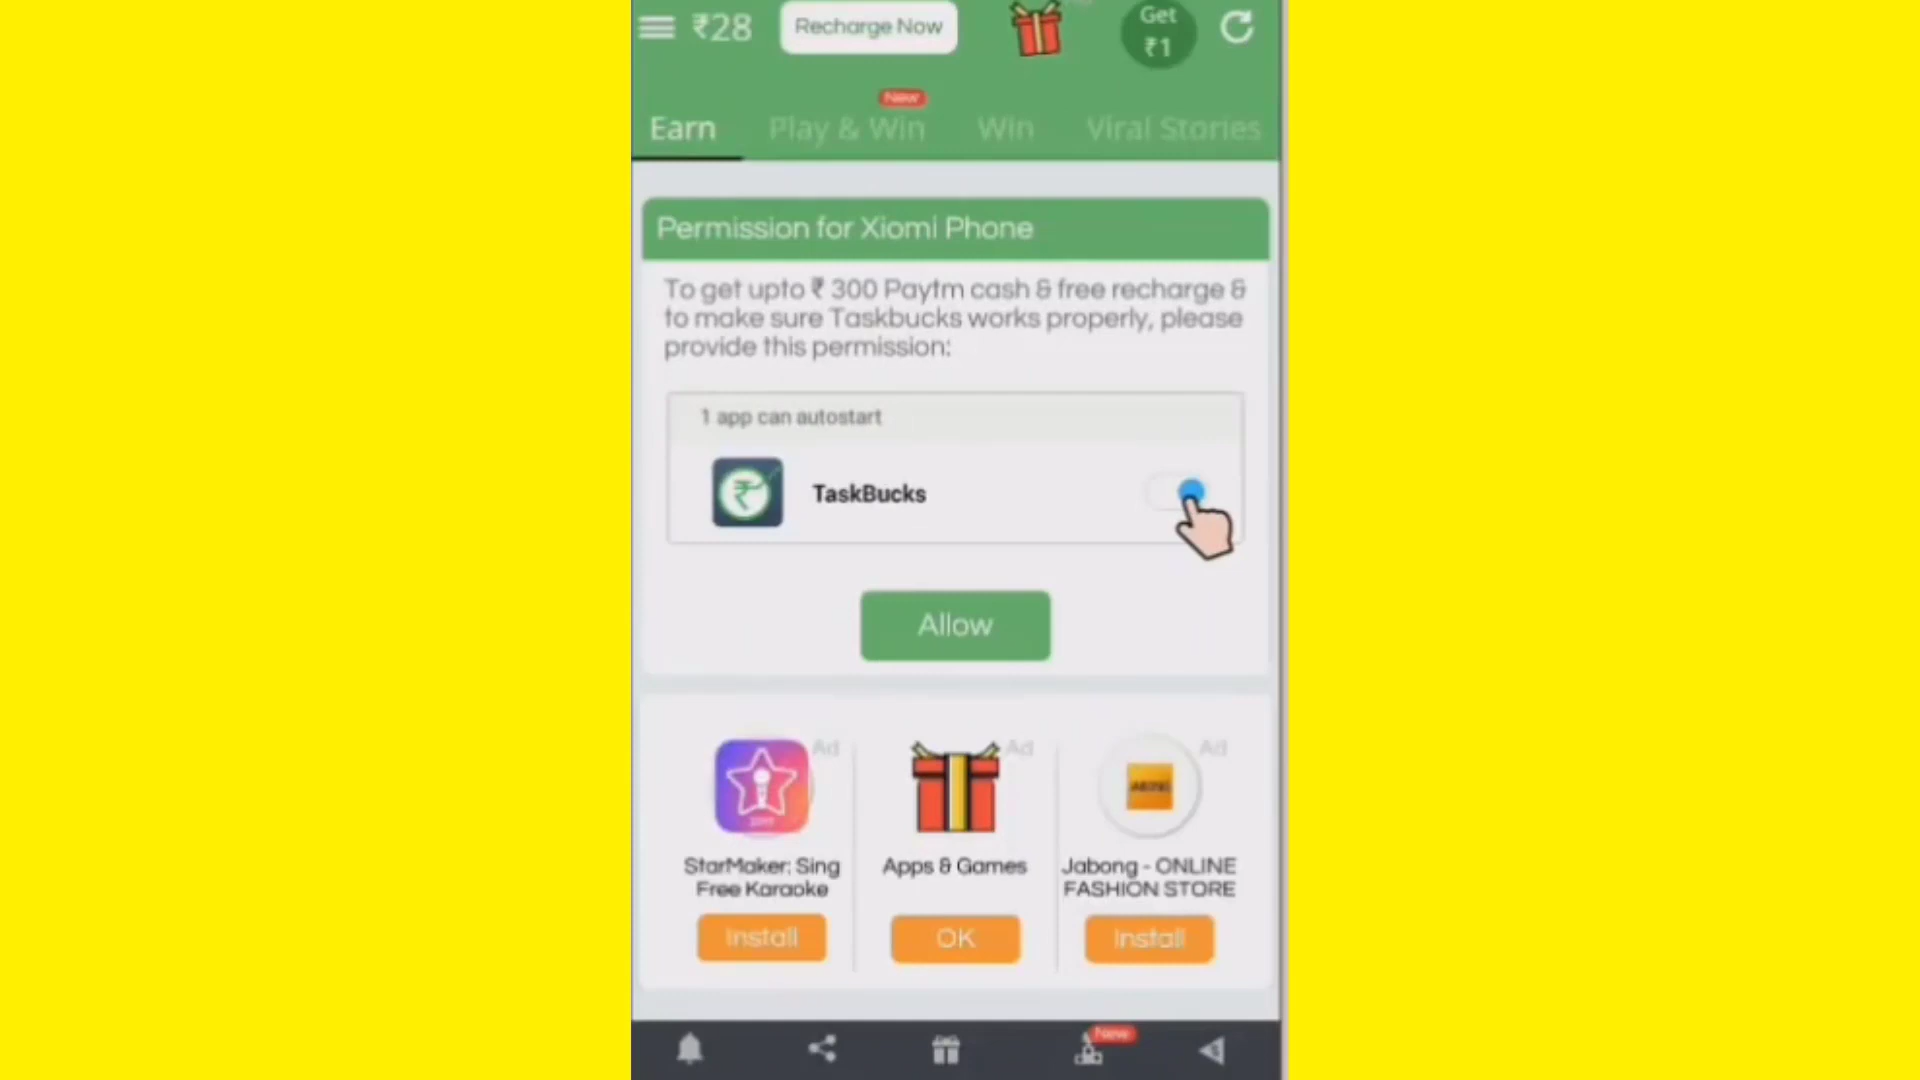 ₹28
Recharge Now
Get
₹1
New
Earn
Play & Win
Win
Viral Stories
Permission for Xiomi Phone
To get upto ₹ 300 Paytm cash & free recharge &
to make sure Taskbucks works properly, please
provide this permission:
1 app can autostart
TaskBucks
Allow
Ad
Ad
Ad
StarMaker: Sing
Free Karaoke
Apps & Games
Jabong - ONLINE
FASHION STORE
Install
OK
Install
New